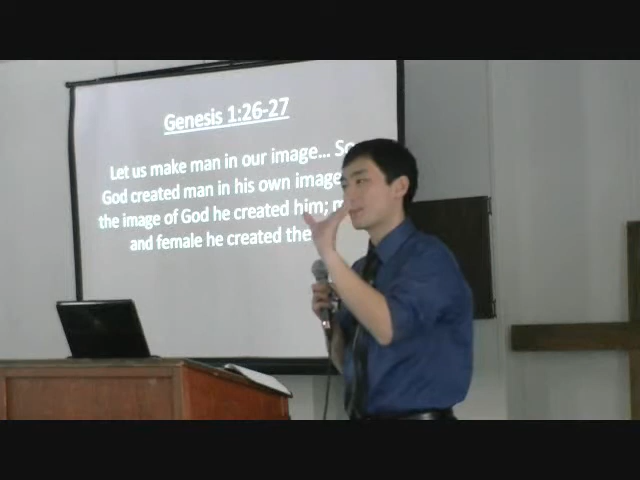 Genesis 1:26-27
Let us make man in our image... So
God created man in his own image
the image of God he created him;
and female he created